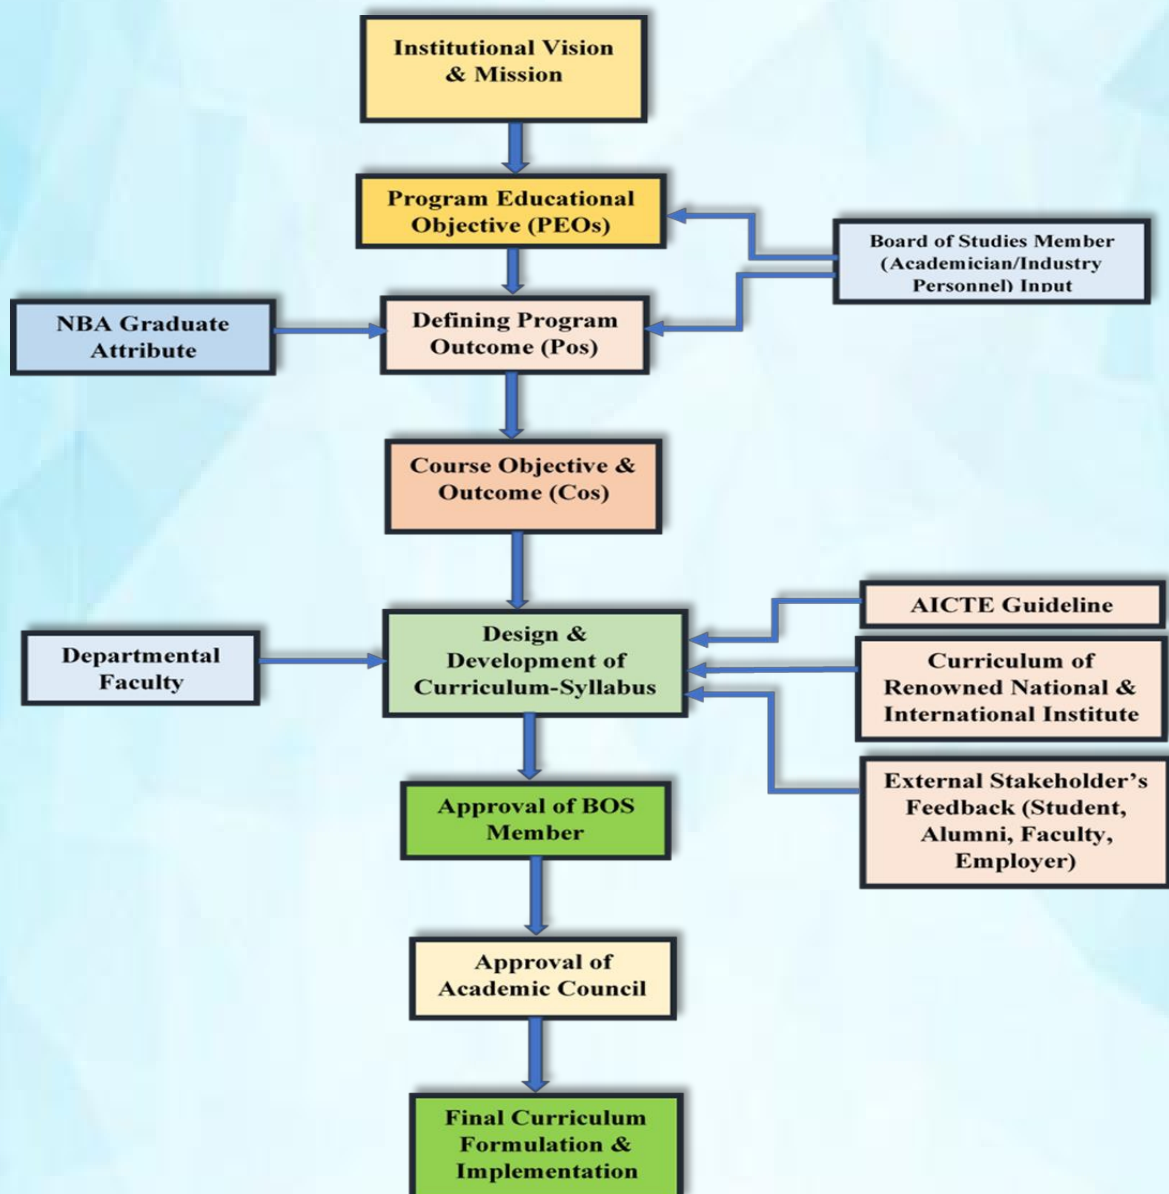 Institutional Vision
& Mission
Program Educational
Objective (PEOs)
Board of Studies Member
(Academician/Industry
Personnel) Input
NBA Graduate
Attribute
Defining Program
Outcome (Pos)
Course Objective &
Outcome (Cos)
AICTE Guideline
Departmental
Faculty
Design &
Development of
Curriculum-Syllabus
Curriculum of
Renowned National &
International Institute
External Stakeholder’s
Feedback (Student,
Alumni, Faculty,
Employer)
Approval of BOS
Member
Approval of
Academic Council
Final Curriculum
Formulation &
Implementation